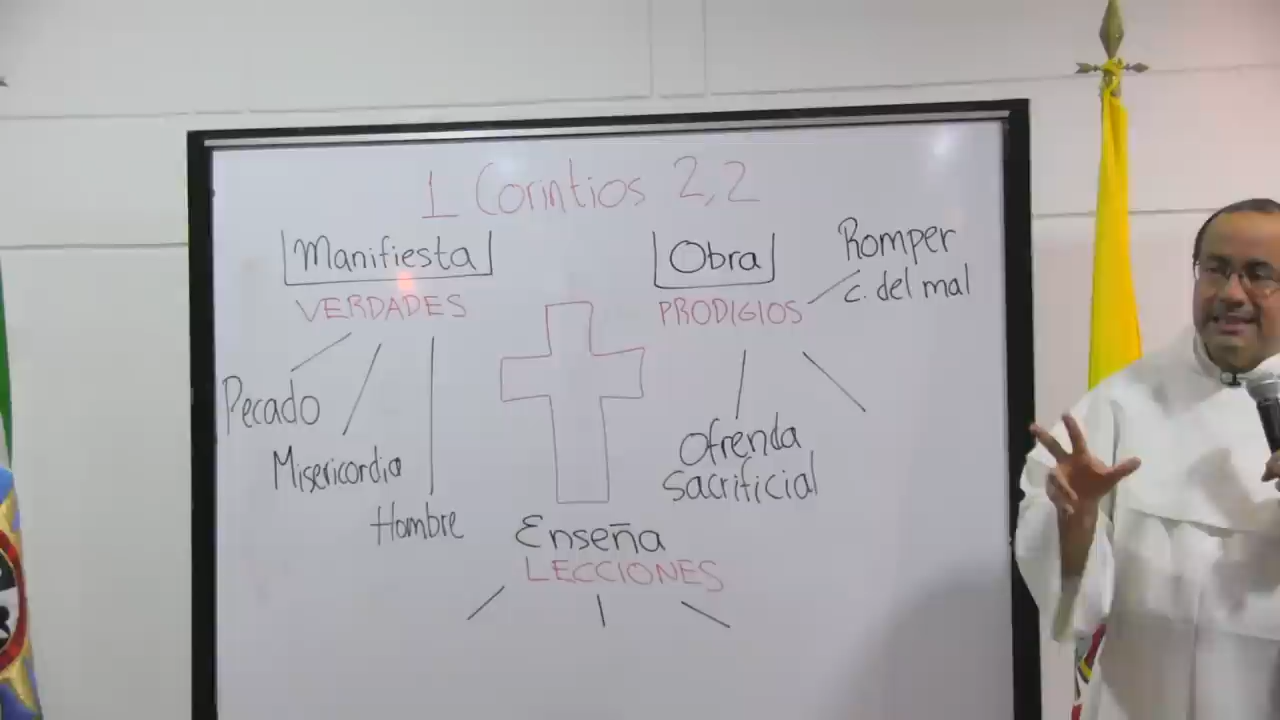 1 Corintios 2,2
Manifiesta
VERDADES
Pecado
Misericordia
Hombre
Obra
PRODIGIOS
Romper
c. del mal
Ofrenda
sacrificial
Enseña
LECCIONES